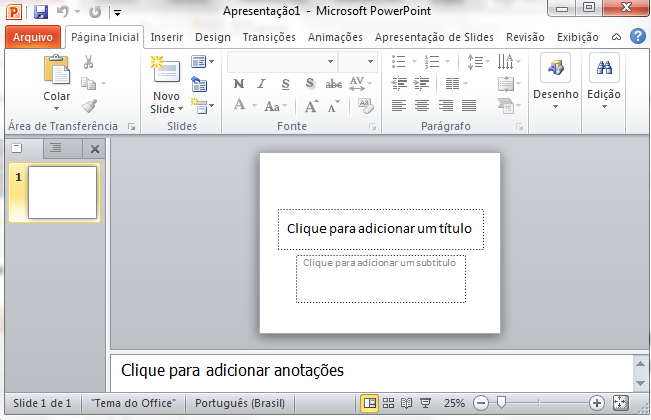 Apresentação1 - Microsoft PowerPoint
Arquivo Página Inicial Inserir Design Transições Animações Apresentação de Slides Revisão Exibição
Colar
Novo Slide
N I S S abc AV
A Aa A A
Desenho
Edição
Área de Transferência Slides Fonte Parágrafo
1
Clique para adicionar um título
Clique para adicionar um subtítulo
Clique para adicionar anotações
Slide 1 de 1 "Tema do Office" Português (Brasil) 25%